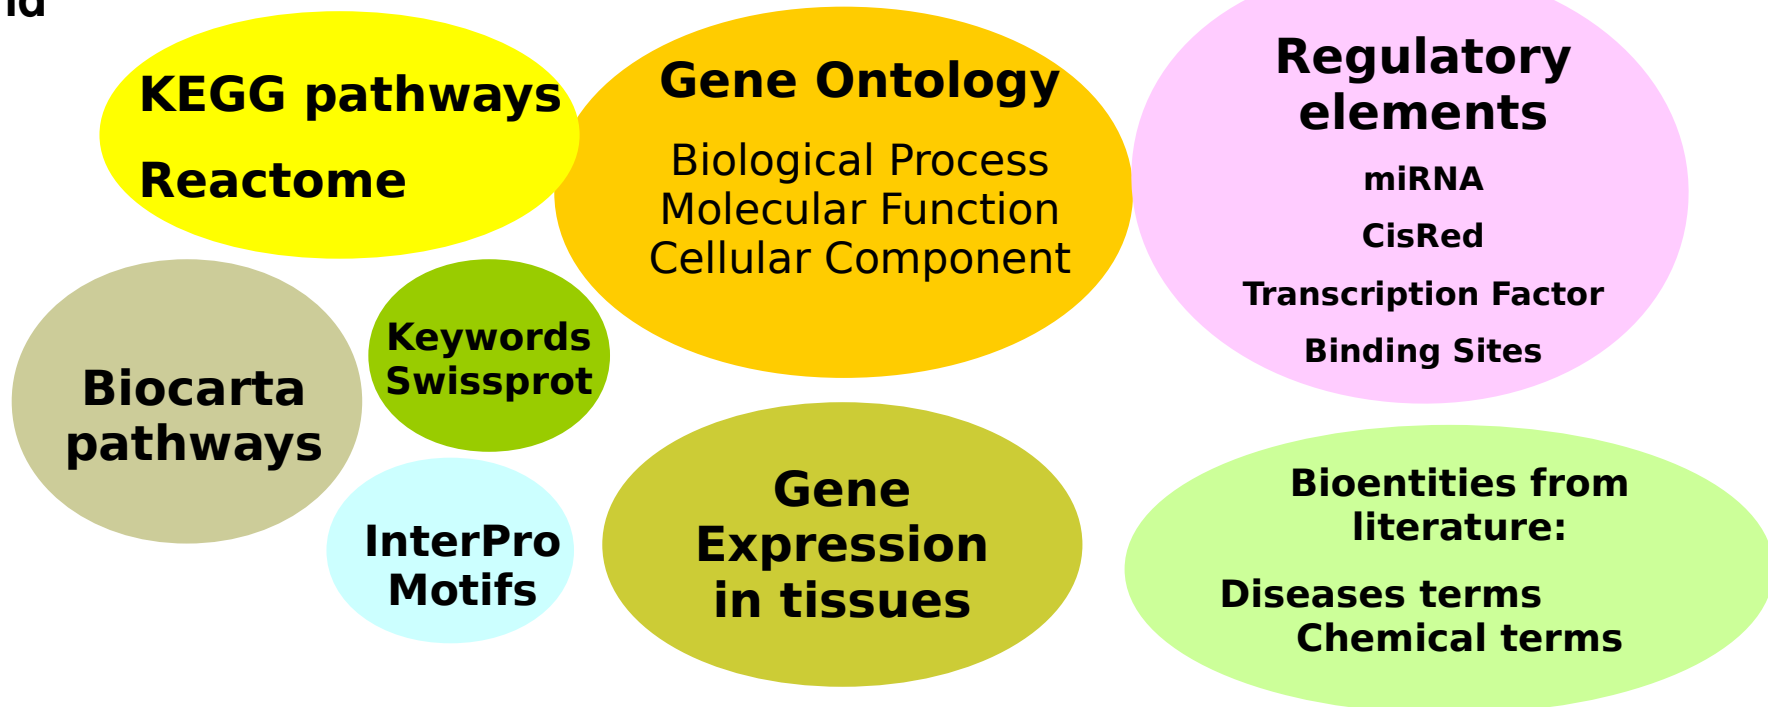 KEGG pathways
Reactome
Gene Ontology
Biological Process
Molecular Function
Cellular Component
Regulatory
elements
miRNA
CisRed
Transcription Factor
Binding Sites
Biocarta
pathways
Keywords
Swissprot
InterPro
Motifs
Gene
Expression
in tissues
Bioentities from
literature:
Diseases terms
Chemical terms